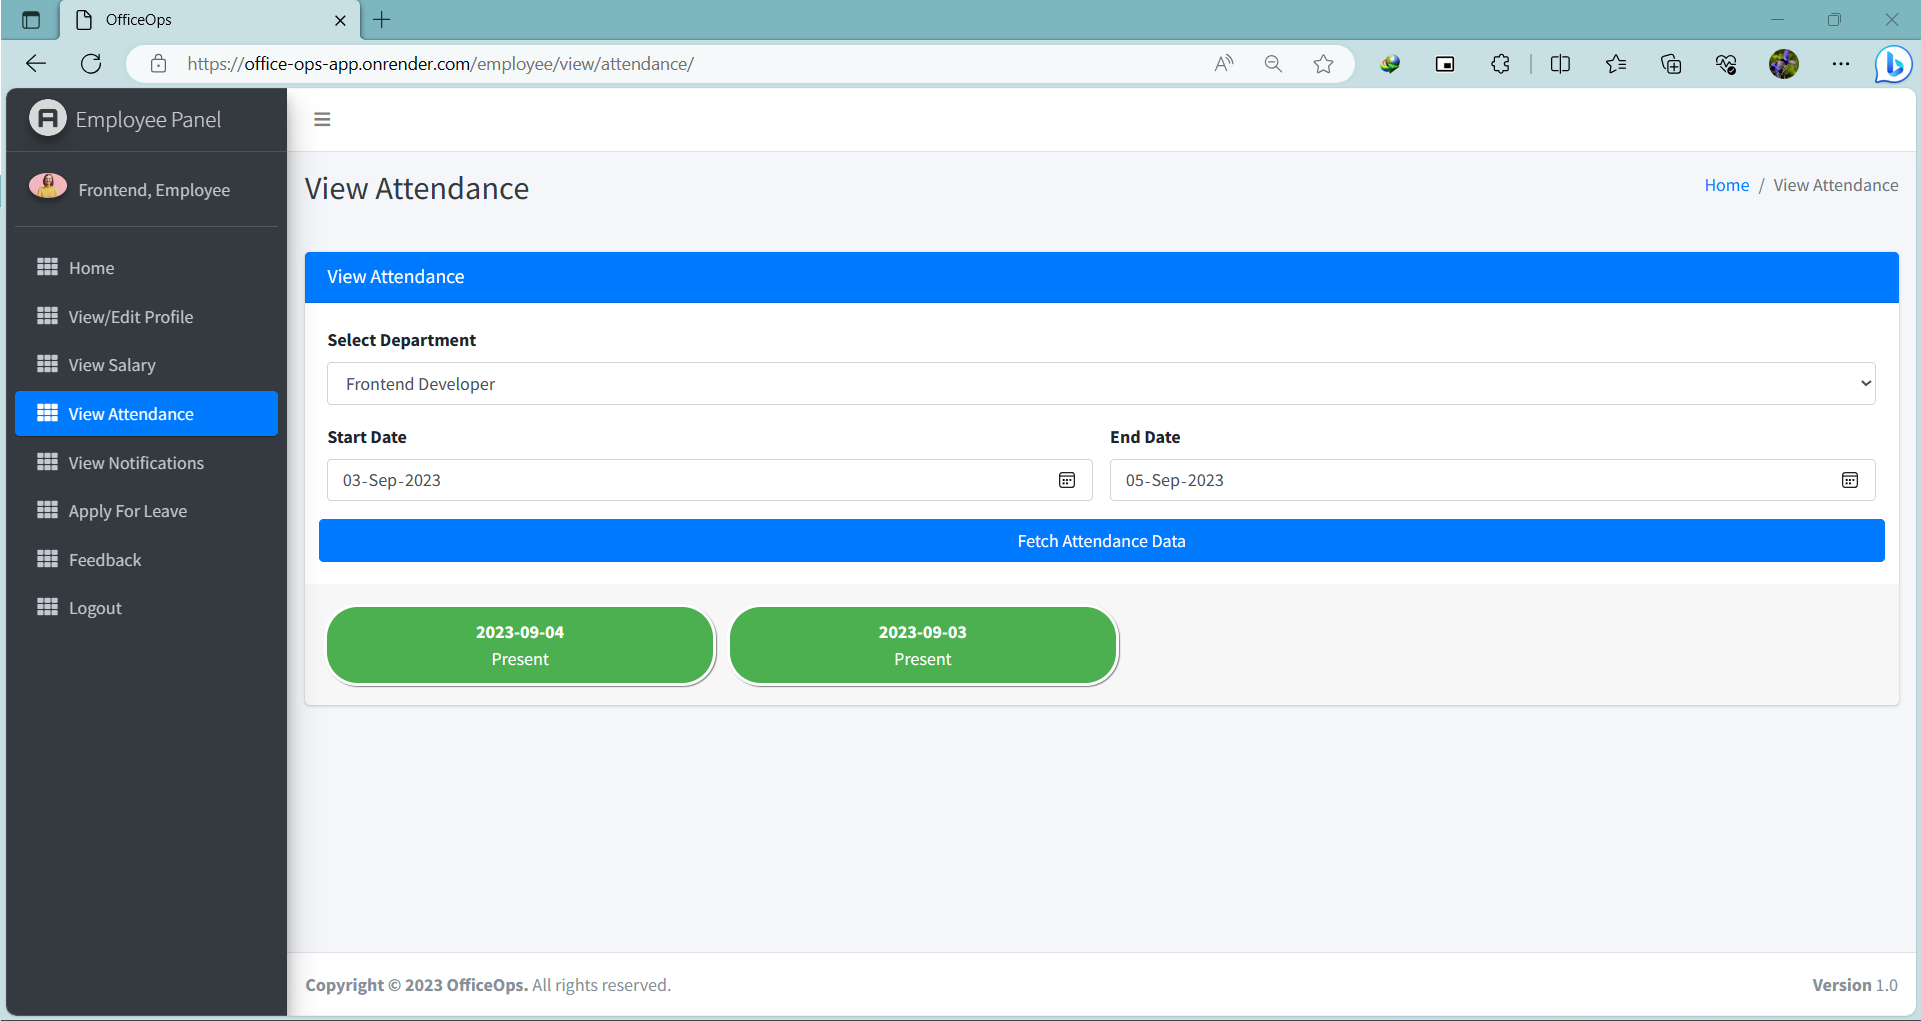 OfficeOps
https://office-ops-app.onrender.com/employee/view/attendance/
Employee Panel
Frontend, Employee
Home
View/Edit Profile
View Salary
View Attendance
View Notifications
Apply For Leave
Feedback
Logout
View Attendance
Home / View Attendance
View Attendance
Select Department
Frontend Developer
Start Date
End Date
03-Sep-2023
05-Sep-2023
Fetch Attendance Data
2023-09-04
Present
2023-09-03
Present
Copyright © 2023 OfficeOps. All rights reserved.
Version 1.0